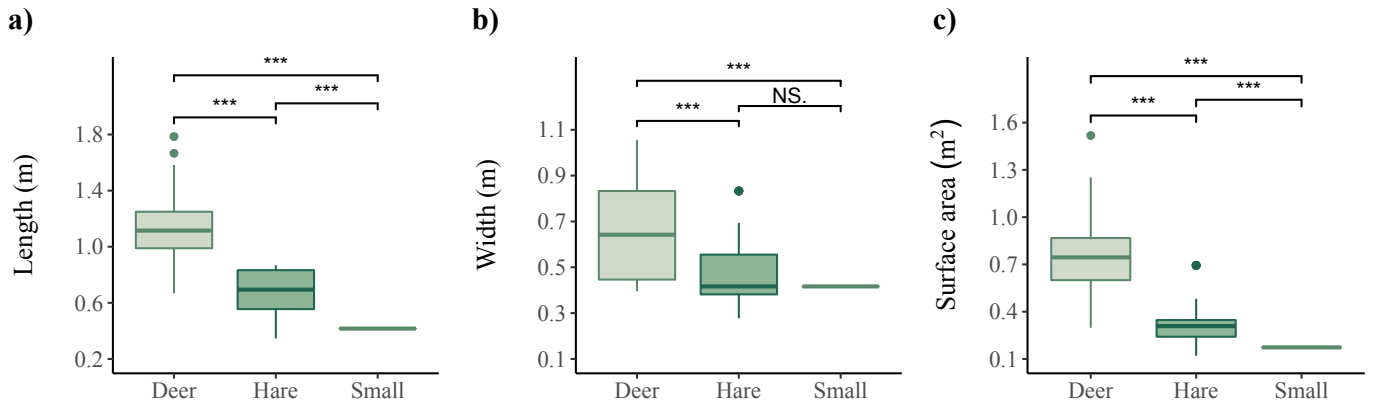 a)
Length (m)
1.8
1.4
1.0
0.6
0.2
***
***
***
Deer Hare Small
b)
Width (m)
1.1
0.9
0.7
0.5
0.3
0.1
***
***
NS.
Deer Hare Small
c)
Surface area (m²)
1.6
1.3
1.0
0.7
0.4
0.1
***
***
***
Deer Hare Small